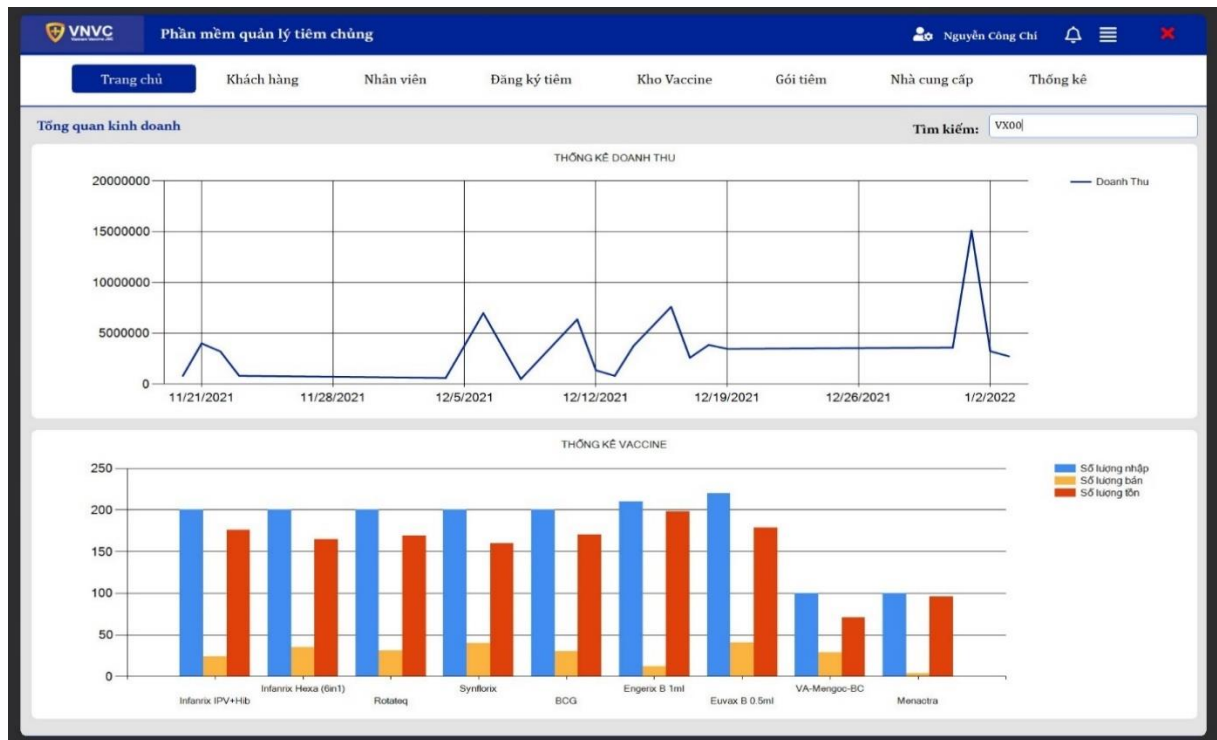 VNVC
Phần mềm quản lý tiêm chủng
Nguyễn Công Chí
Trang chủ Khách hàng Nhân viên Đăng ký tiêm Kho Vaccine Gói tiêm Nhà cung cấp Thống kê
Tổng quan kinh doanh
Tìm kiếm: VX00
THỐNG KÊ DOANH THU
Doanh Thu
20000000
15000000
10000000
5000000
0
11/21/2021 11/28/2021 12/5/2021 12/12/2021 12/19/2021 12/26/2021 1/2/2022
THỐNG KÊ VACCINE
Số lượng nhập
Số lượng bán
Số lượng tồn
250
200
150
100
50
0
Infanrix IPV+Hib Infanrix Hexa (6in1) Rotateq Synflorix BCG Engerix B 1ml Euvax B 0.5ml VA-Mengoc-BC Menactra